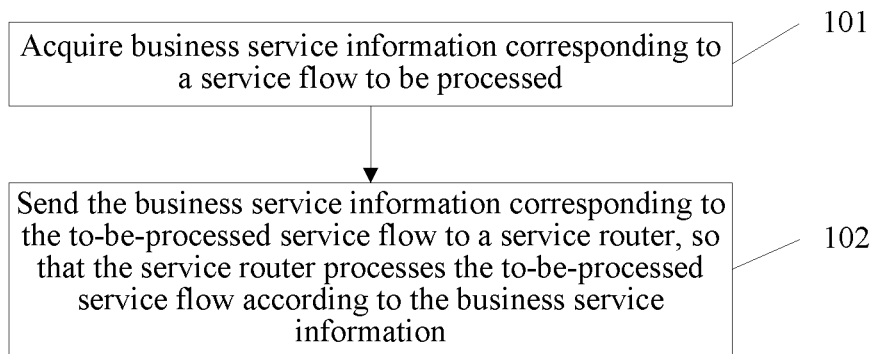 Acquire business service information corresponding to
a service flow to be processed
101
Send the business service information corresponding to
the to-be-processed service flow to a service router, so
that the service router processes the to-be-processed
service flow according to the business service
information
102